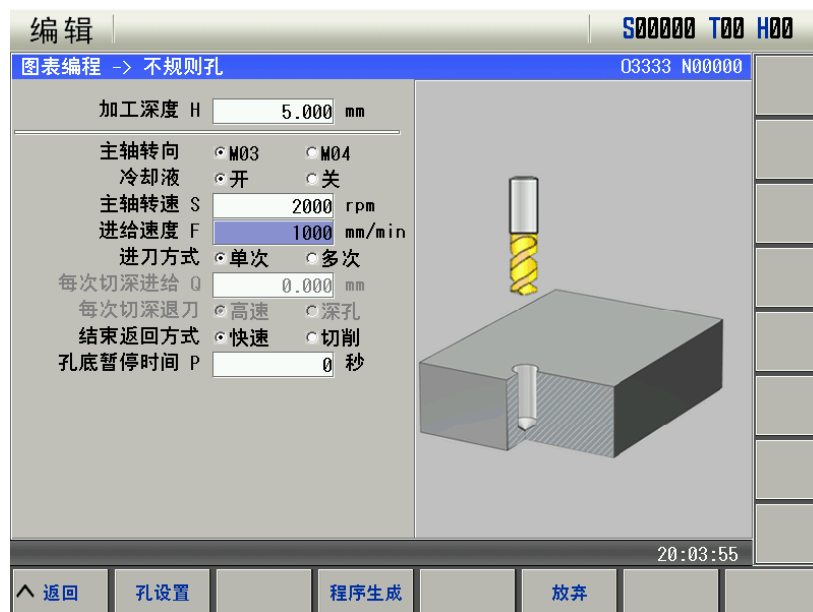 编辑 S00000 T00 H00
图表编程 -> 不规则孔 O3333 N00000
加工深度 H 5.000 mm
主轴转向 M03 M04
冷却液 开 关
主轴转速 S 2000 rpm
进给速度 F 1000 mm/min
进刀方式 单次 多次
每次切深进给 Q 0.000 mm
每次切深退刀 高速 深孔
结束返回方式 快速 切削
孔底暂停时间 P 0 秒
20:03:55
返回 孔设置 程序生成 放弃